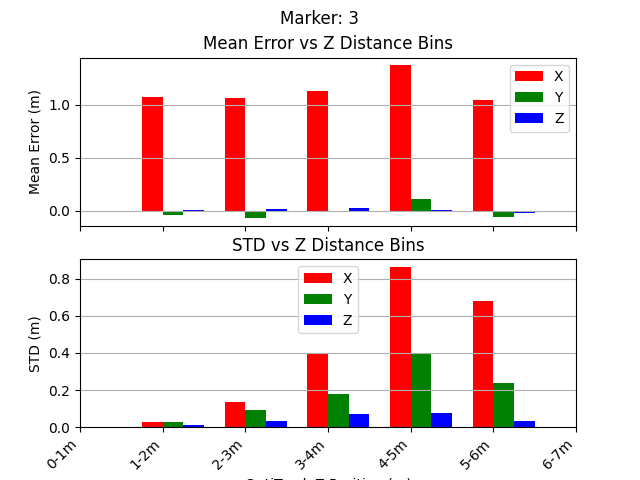 Marker: 3
Mean Error vs Z Distance Bins
Mean Error (m)
1.0
0.5
0.0
X
Y
Z
STD vs Z Distance Bins
STD (m)
0.8
0.6
0.4
0.2
0.0
X
Y
Z
0-1m
1-2m
2-3m
3-4m
4-5m
5-6m
6-7m